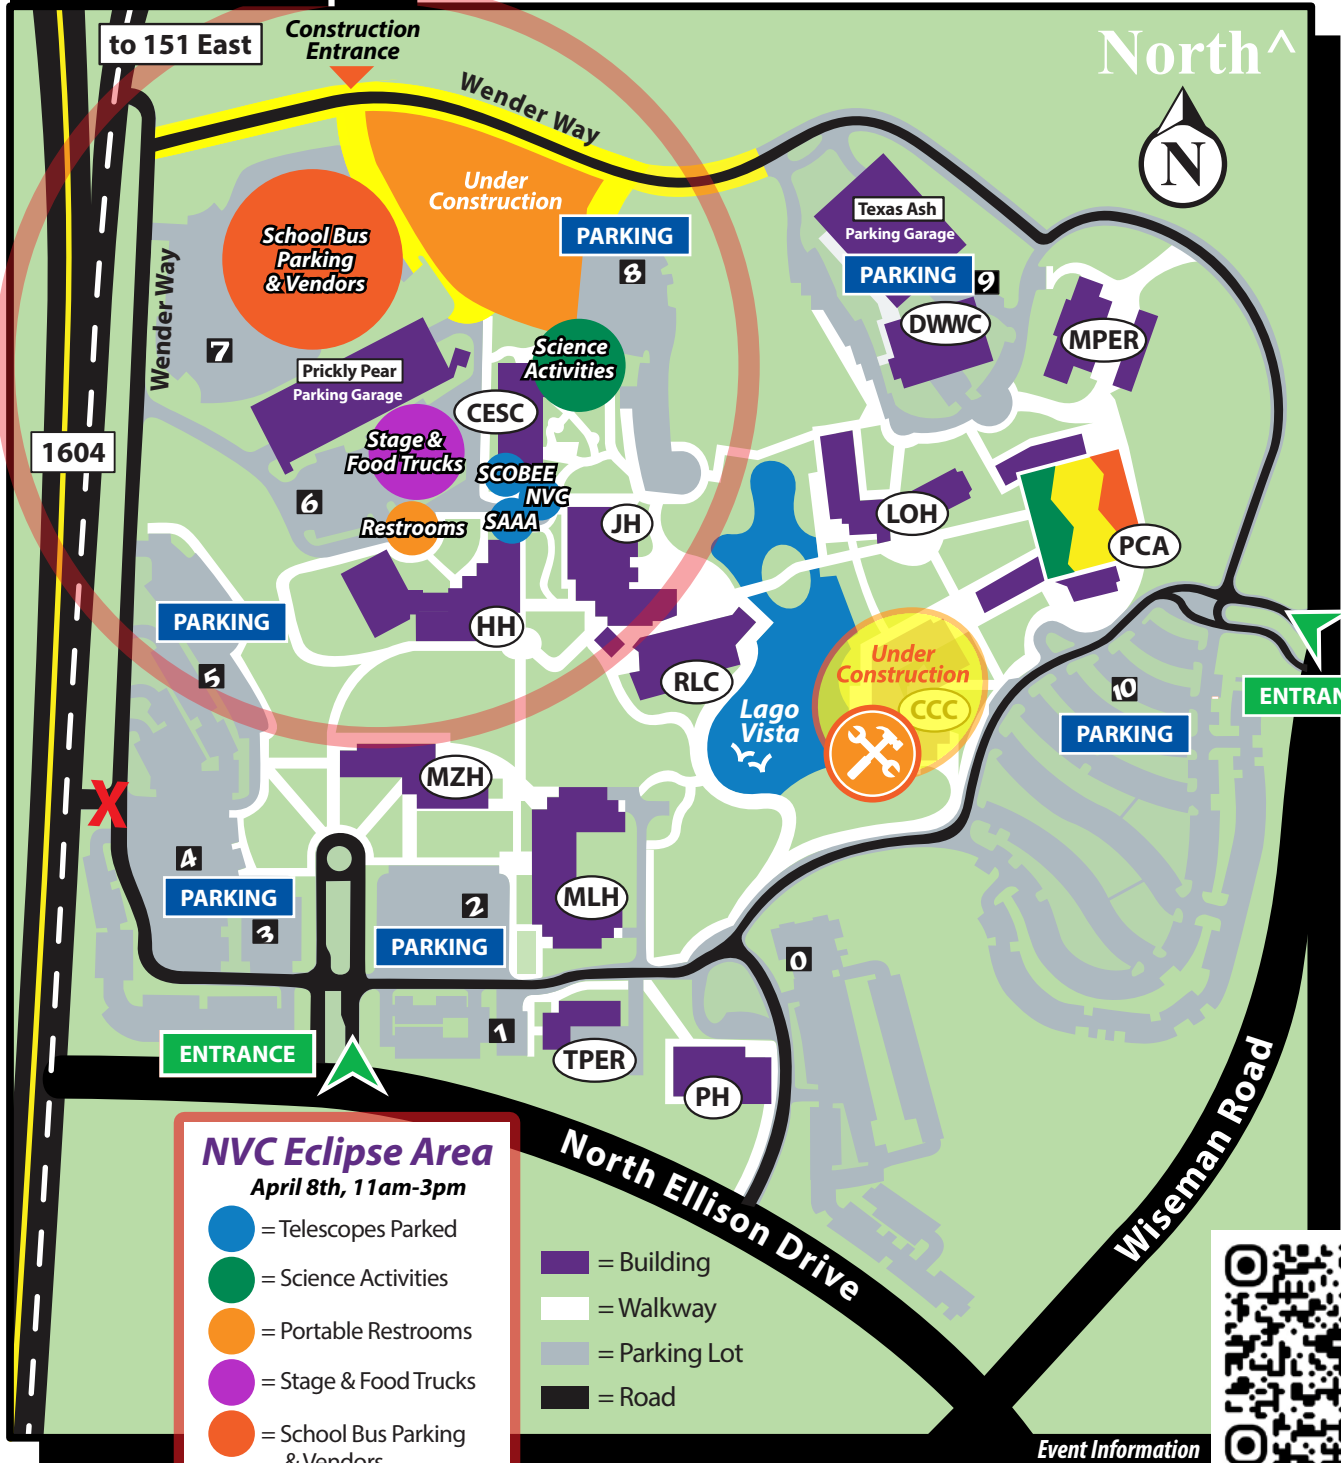 to 151 East
Construction
Entrance
Wender Way
North^
N
Under
Construction
School Bus
Parking
& Vendors
PARKING
8
Texas Ash
Parking Garage
PARKING
9
DWWC
MPER
Wender Way
7
Science
Activities
Prickly Pear
Parking Garage
CESC
1604
Stage &
Food Trucks
SCOBEE
NVC
SAAA
6
Restrooms
JH
LOH
PCA
PARKING
HH
5
RLC
Under
Construction
CCC
Lago
Vista
10
PARKING
ENTRAN
MZH
X
4
PARKING
3
2
PARKING
MLH
0
1
TPER
PH
ENTRANCE
North Ellison Drive
Wiseman Road
NVC Eclipse Area
April 8th, 11am-3pm
= Telescopes Parked
= Science Activities
= Portable Restrooms
= Stage & Food Trucks
= School Bus Parking
& Vendors
= Building
= Walkway
= Parking Lot
= Road
Event Information